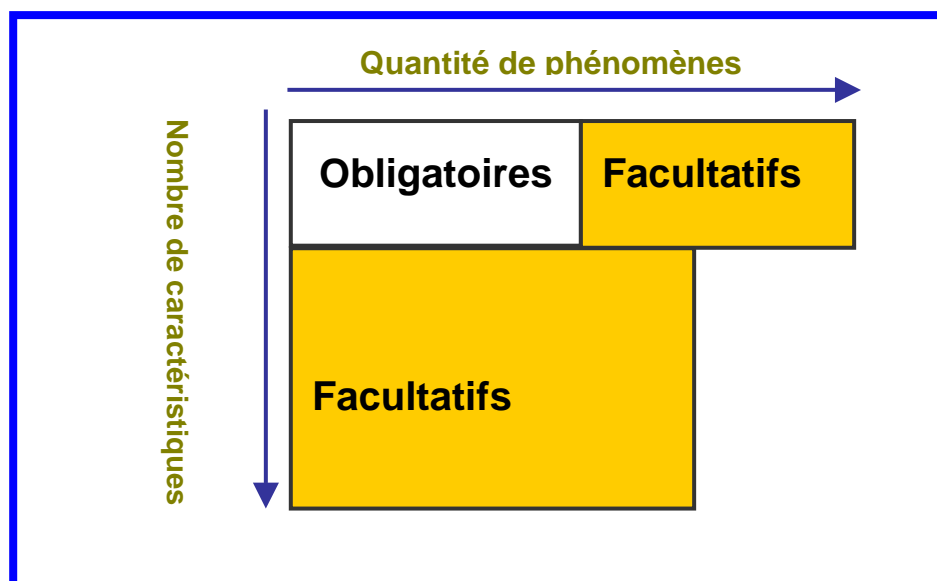 Quantité de phénomènes
Nombre de caractéristiques
Obligatoires
Facultatifs
Facultatifs